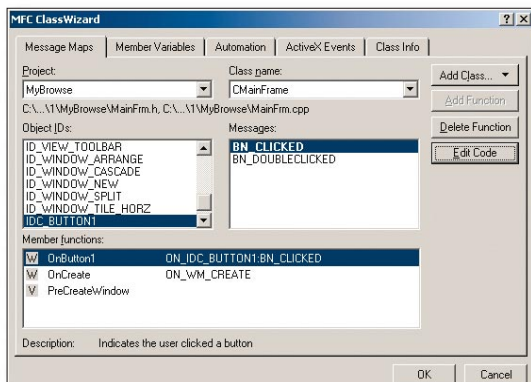 MFC ClassWizard
Message Maps
Member Variables
Automation
ActiveX Events
Class Info
Project:
Class name:
MyBrowse
CMainFrame
Add Class...
C:\...\1\MyBrowse\MainFrm.h, C:\...\1\MyBrowse\MainFrm.cpp
Add Function
Object IDs:
Messages:
Delete Function
Edit Code
ID_VIEW_TOOLBAR
ID_WINDOW_ARRANGE
ID_WINDOW_CASCADE
ID_WINDOW_NEW
ID_WINDOW_SPLIT
ID_WINDOW_TILE_HORZ
IDC_BUTTON1
BN_CLICKED
BN_DOUBLECLICKED
Member functions:
W OnButton1 ON_IDC_BUTTON1:BN_CLICKED
W OnCreate ON_WM_CREATE
V PreCreateWindow
Description: Indicates the user clicked a button
OK Cancel